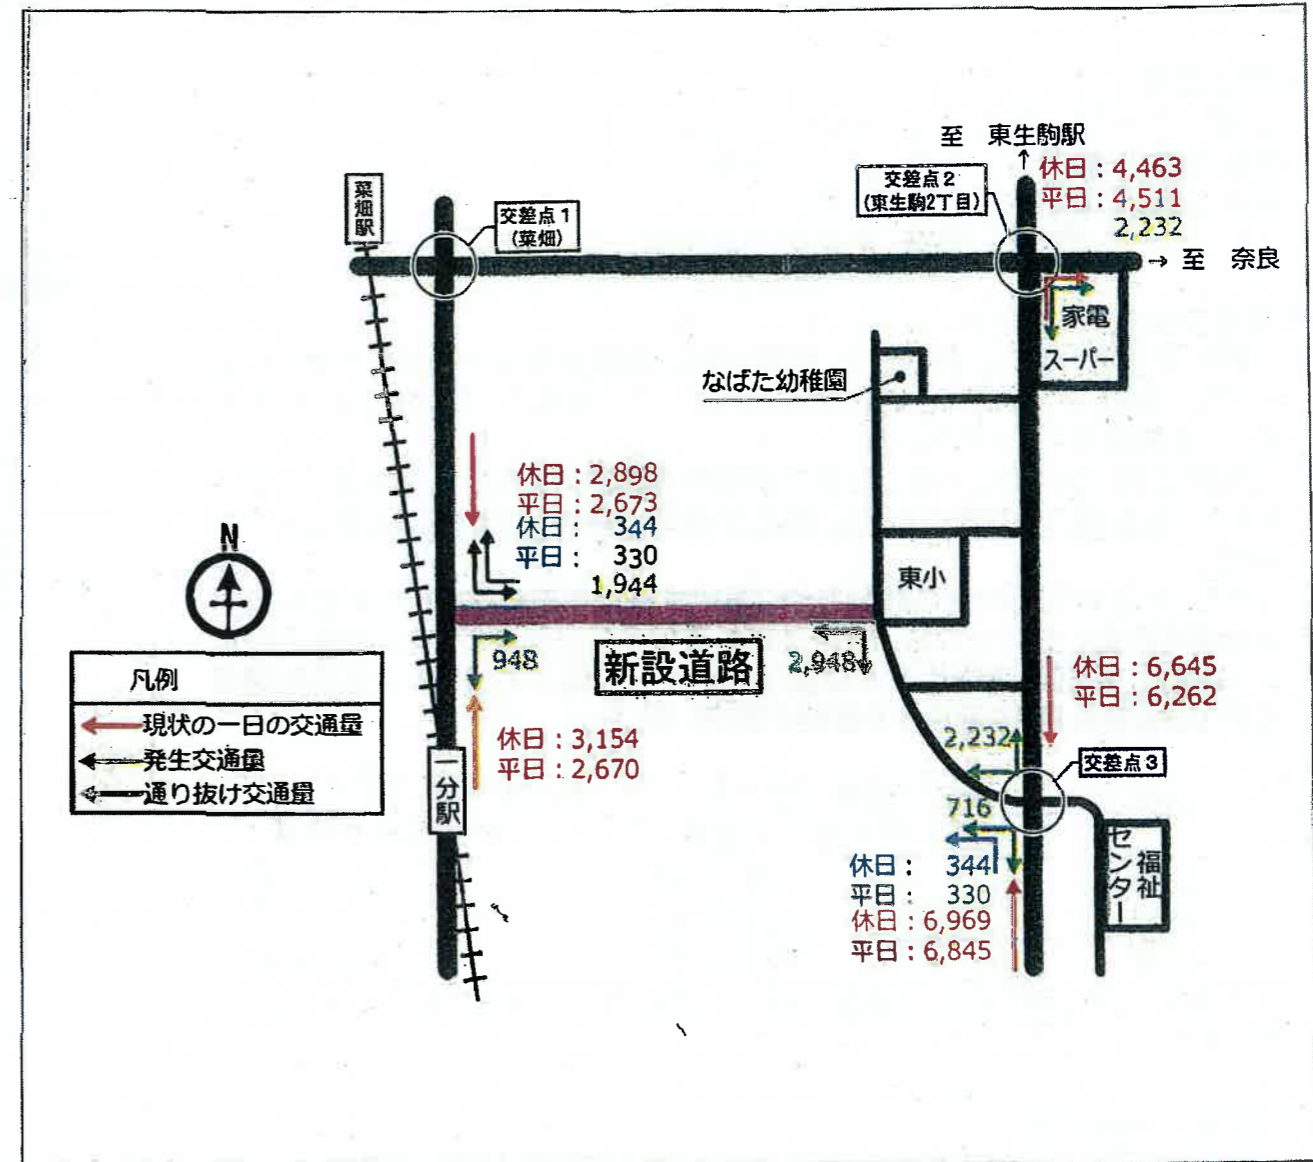 至 東生駒駅
↑
休日：4,463
平日：4,511
2,232
交差点2
(東生駒2丁目)
菜畑駅
交差点1
(菜畑)
→ 至 奈良
家電
スーパー
なばた幼稚園
休日：2,898
平日：2,673
休日： 344
平日： 330
1,944
N
東小
948
新設道路
2,948
休日：6,645
平日：6,262
凡例
現状の一日の交通量
発生交通量
通り抜け交通量
休日：3,154
平日：2,670
一分駅
2,232
交差点3
716
休日： 344
平日： 330
休日：6,969
平日：6,845
福祉
センター